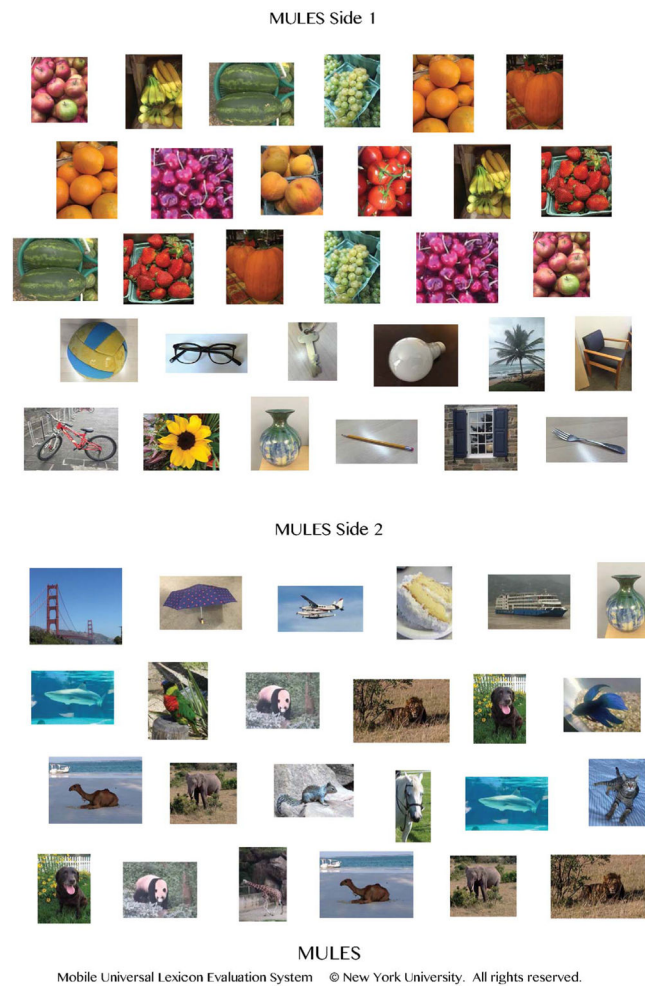 MULES Side 1
MULES Side 2
MULES
Mobile Universal Lexicon Evaluation System © New York University. All rights reserved.